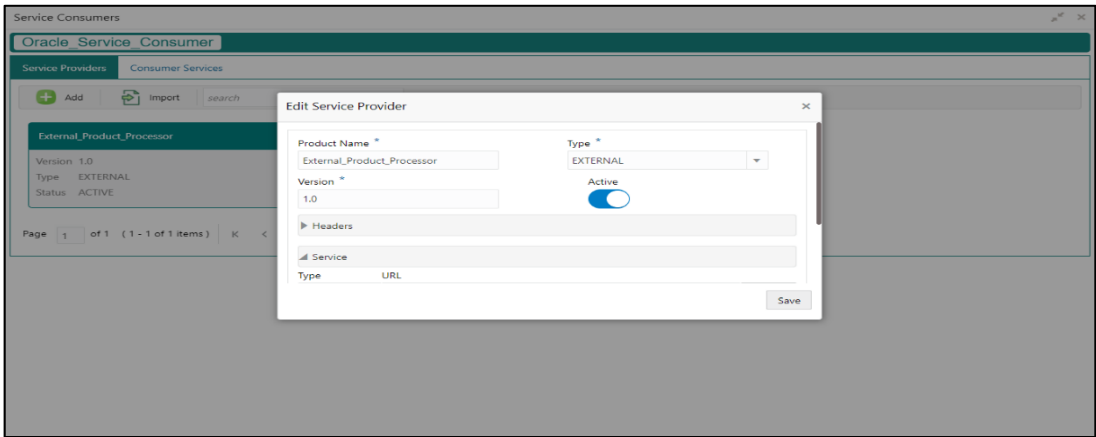 Service Consumers
Oracle_Service_Consumer
Service Providers Consumer Services
Add Import search
External_Product_Processor
Version 1.0
Type EXTERNAL
Status ACTIVE
Page 1 of 1 ( 1 - 1 of 1 items ) K <
Edit Service Provider ×
Product Name * Type *
External_Product_Processor EXTERNAL
Version * Active
1.0
Headers
Service
Type URL
Save